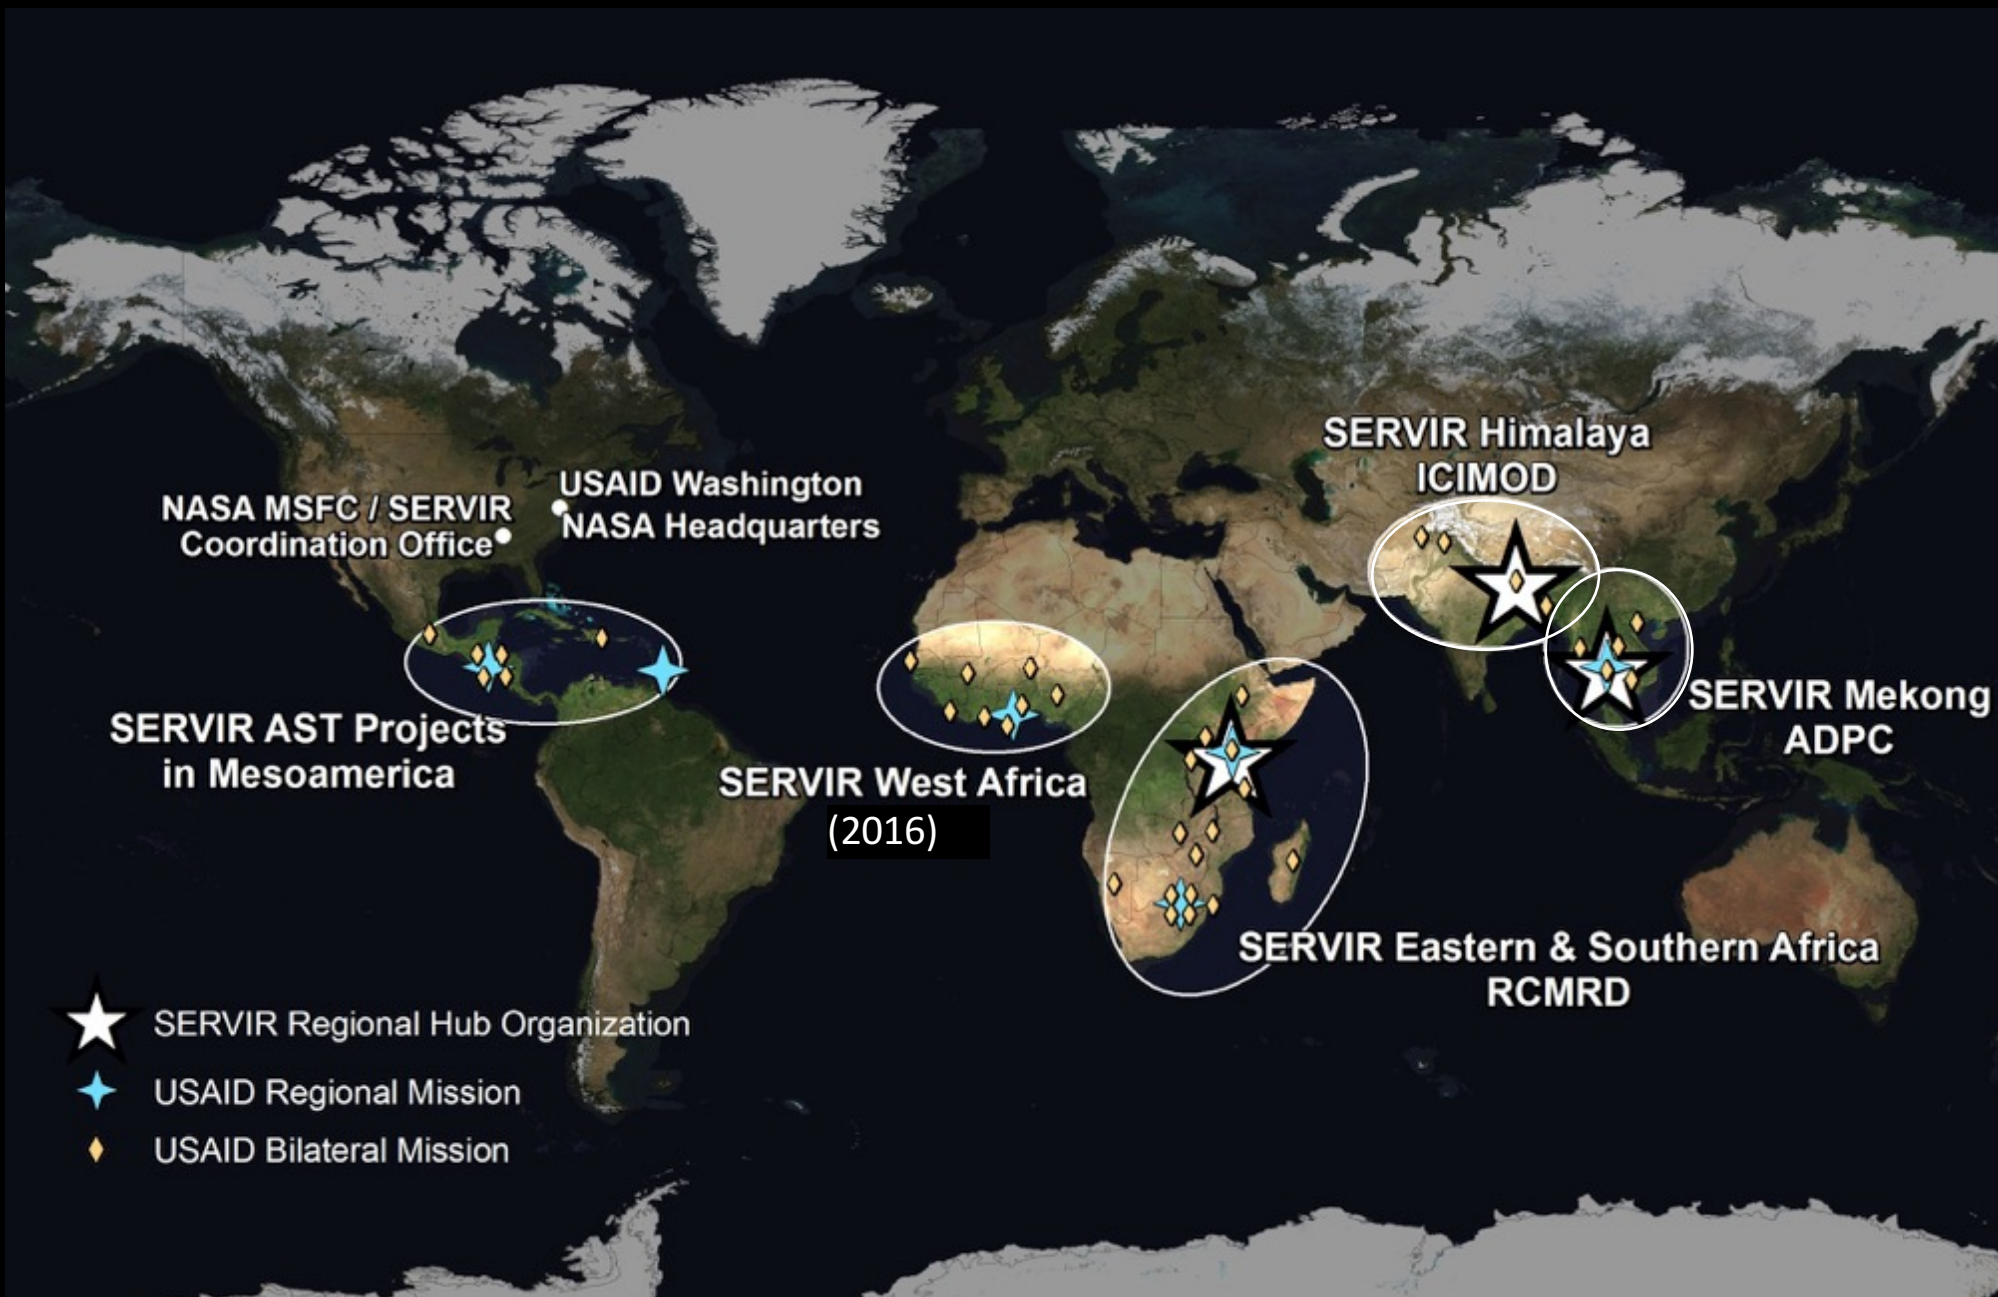 SERVIR Himalaya
ICIMOD
USAID Washington
NASA Headquarters
NASA MSFC / SERVIR
Coordination Office
SERVIR Mekong
ADPC
SERVIR AST Projects
in Mesoamerica
SERVIR West Africa
(2016)
SERVIR Eastern & Southern Africa
RCMRD
SERVIR Regional Hub Organization
USAID Regional Mission
USAID Bilateral Mission